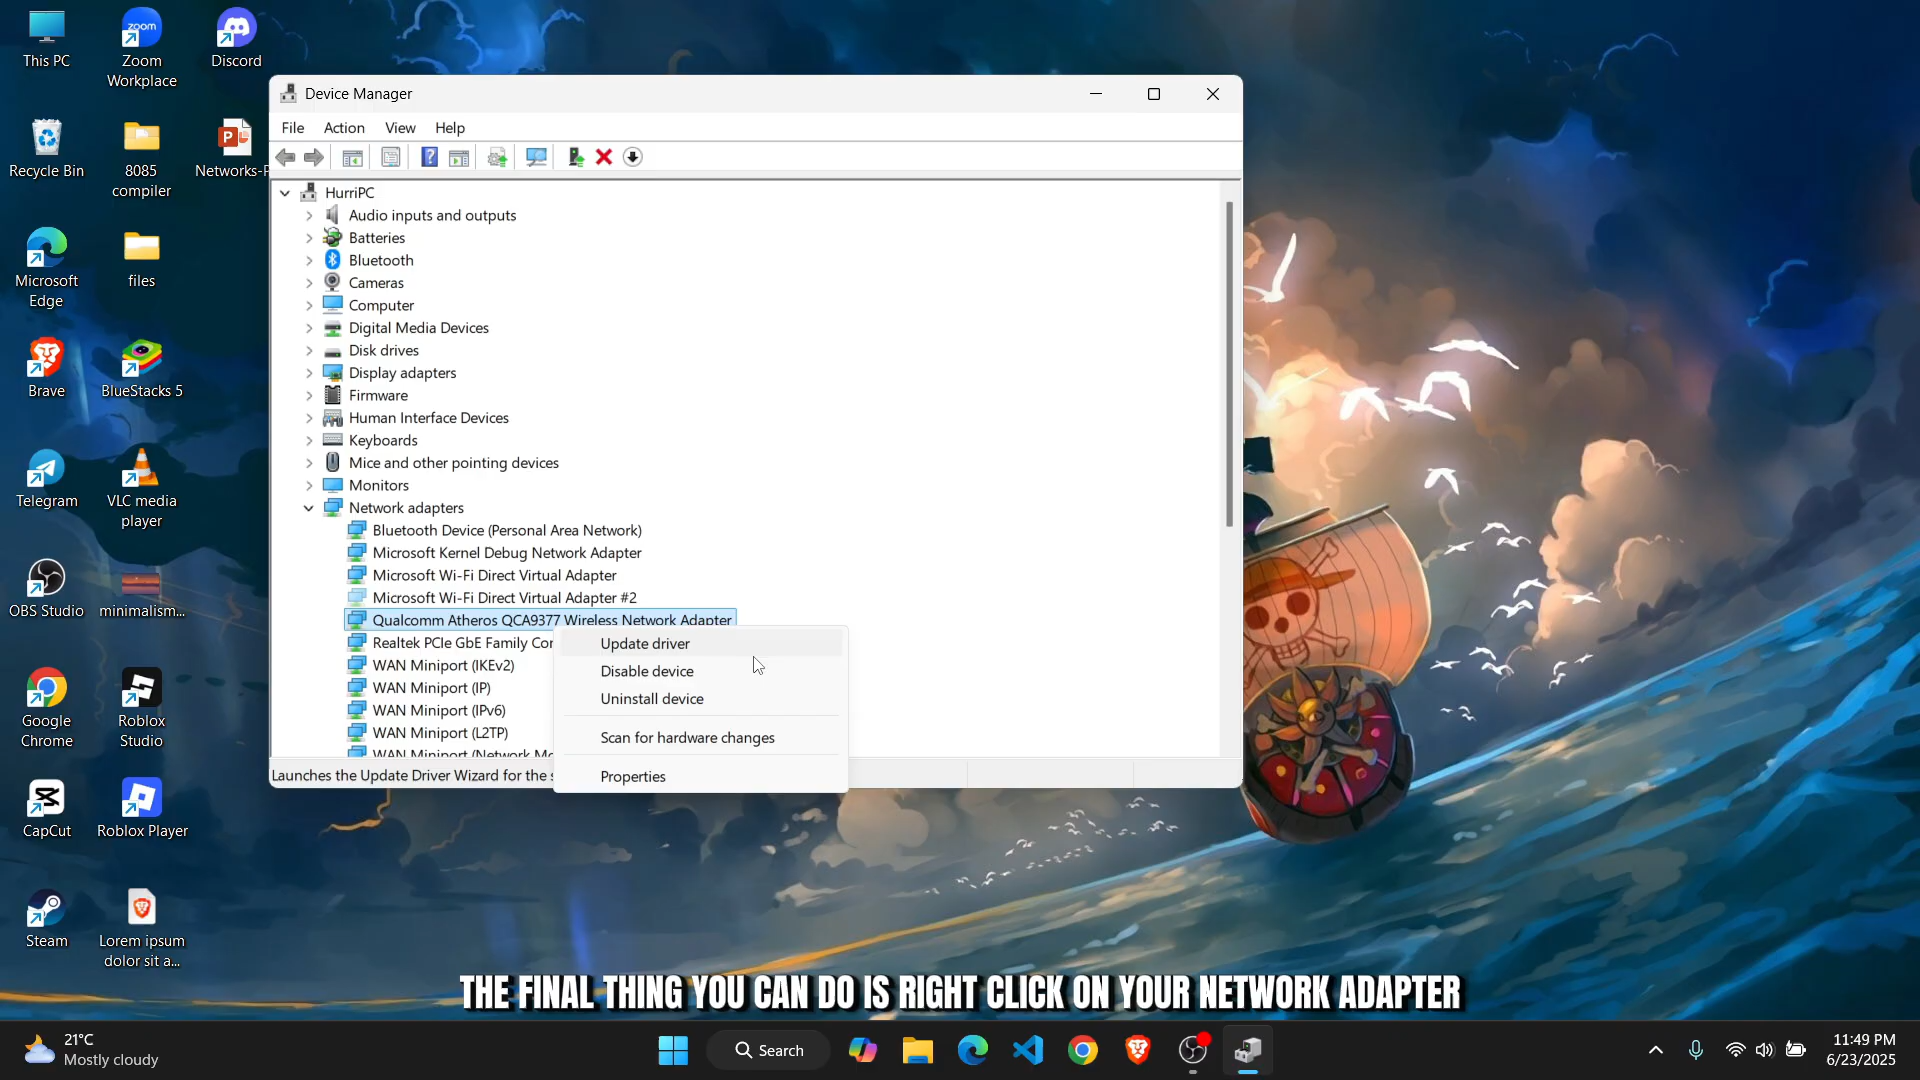 This PC
Zoom
Workplace
Discord
Recycle Bin
8085
compiler
Networks-P
Microsoft
Edge
files
Brave
BlueStacks 5
Telegram
VLC media
player
OBS Studio
minimalism...
Google
Chrome
Roblox
Studio
CapCut
Roblox Player
Steam
Lorem ipsum
dolor sit a...
zoom
Device Manager
File Action View Help
HurriPC
Audio inputs and outputs
Batteries
Bluetooth
Cameras
Computer
Digital Media Devices
Disk drives
Display adapters
Firmware
Human Interface Devices
Keyboards
Mice and other pointing devices
Monitors
Network adapters
Bluetooth Device (Personal Area Network)
Microsoft Kernel Debug Network Adapter
Microsoft Wi-Fi Direct Virtual Adapter
Microsoft Wi-Fi Direct Virtual Adapter #2
Qualcomm Atheros QCA9377 Wireless Network Adapter
Realtek PCIe GbE Family Con
WAN Miniport (IKEv2)
WAN Miniport (IP)
WAN Miniport (IPv6)
WAN Miniport (L2TP)
WAN Miniport (Network Mo
Launches the Update Driver Wizard for the s
Update driver
Disable device
Uninstall device
Scan for hardware changes
Properties
THE FINAL THING YOU CAN DO IS RIGHT CLICK ON YOUR NETWORK ADAPTER
21°C
Mostly cloudy
Search
11:49 PM
6/23/2025